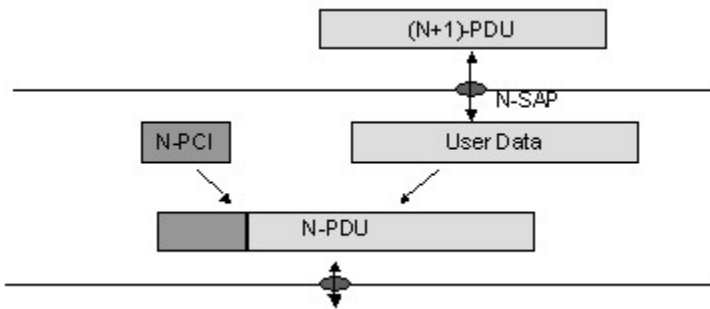 (N+1)-PDU
N-SAP
N-PCI
User Data
N-PDU